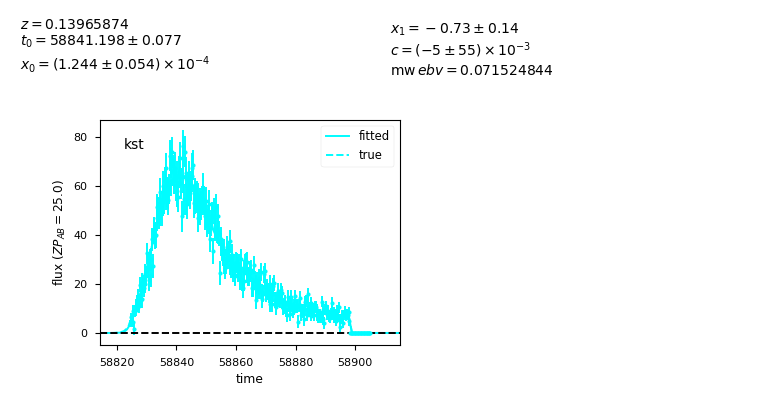 z = 0.13965874
t₀ = 58841.198 ± 0.077
x₀ = (1.244 ± 0.054) × 10⁻⁴
x₁ = −0.73 ± 0.14
c = (−5 ± 55) × 10⁻³
mw ebv = 0.071524844
kst
fitted
true
flux (ZP_AB = 25.0)
80
60
40
20
0
58820 58840 58860 58880 58900
time